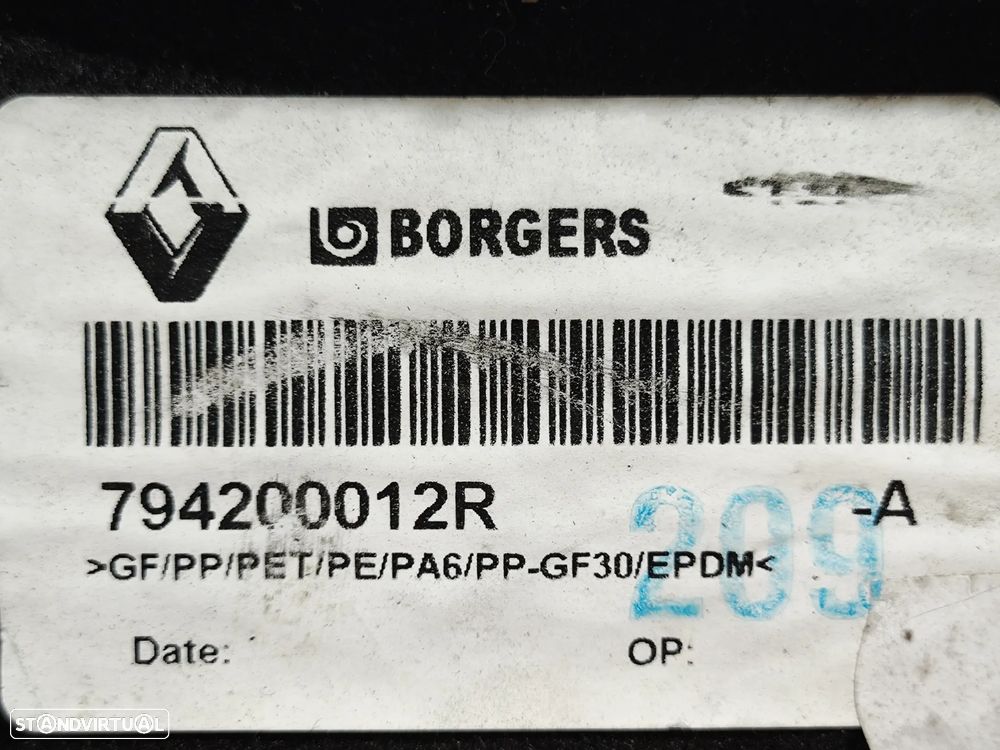 BORGERS
794200012R
-A
209
>GF/PP/PET/PE/PA6/PP-GF30/EPDM<
Date:
OP:
STANDVIRTUAL